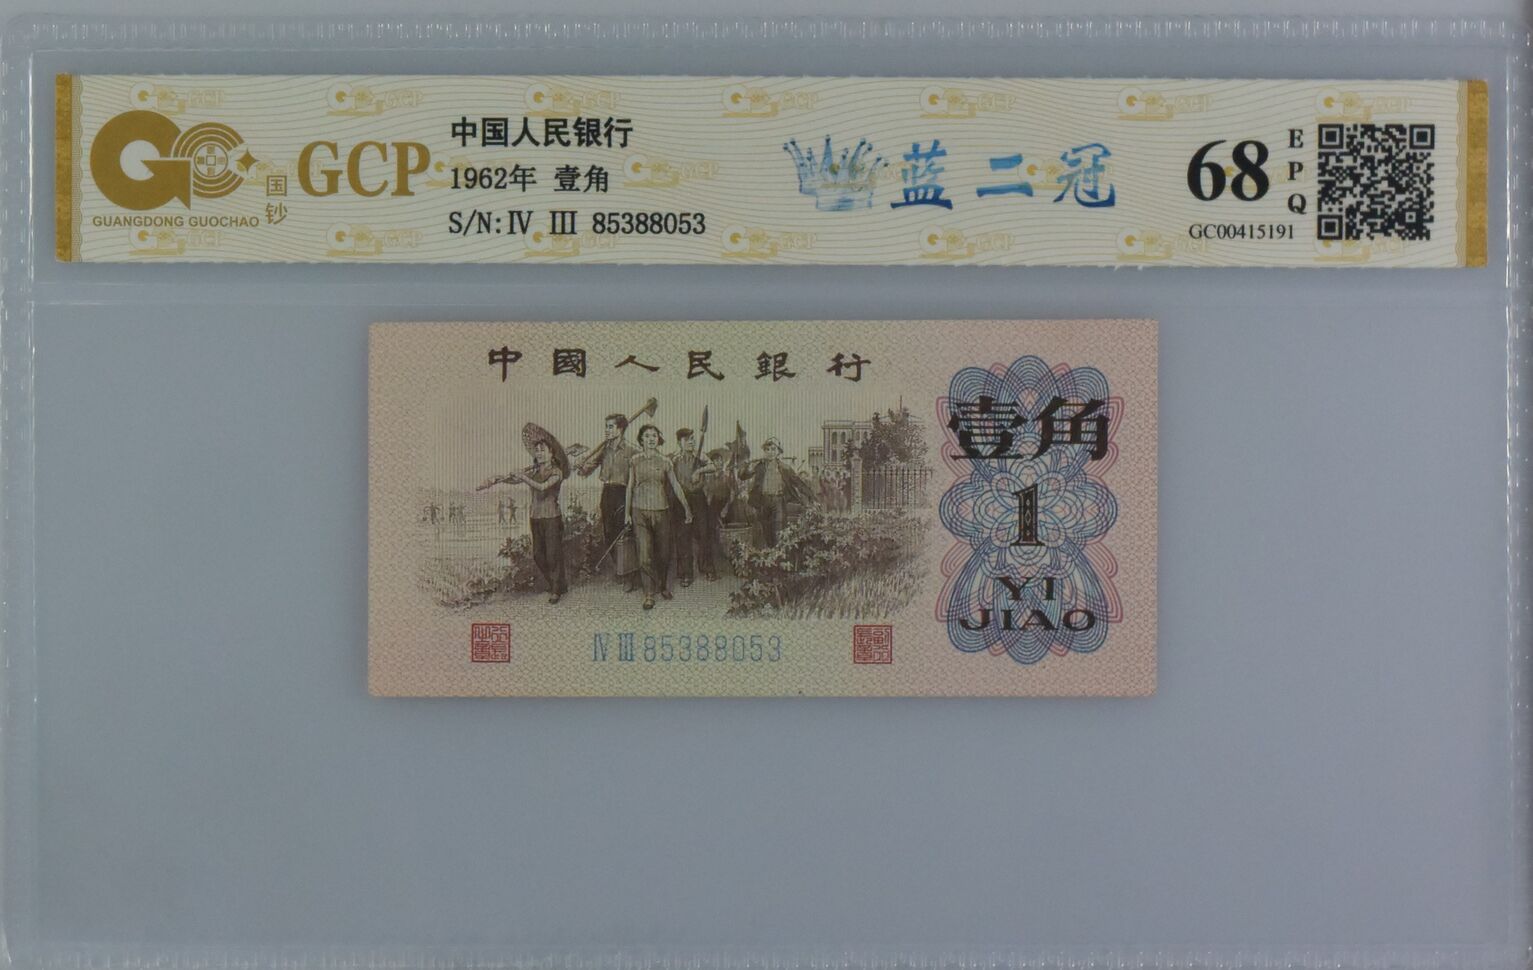 GUANGDONG GUOCHAO
国钞
GCP
中国人民银行
1962年 壹角
S/N: Ⅳ Ⅲ 85388053
蓝二冠
68
EPQ
GC00415191
中國人民銀行
壹角
1
YI
JIAO
Ⅳ Ⅲ 85388053